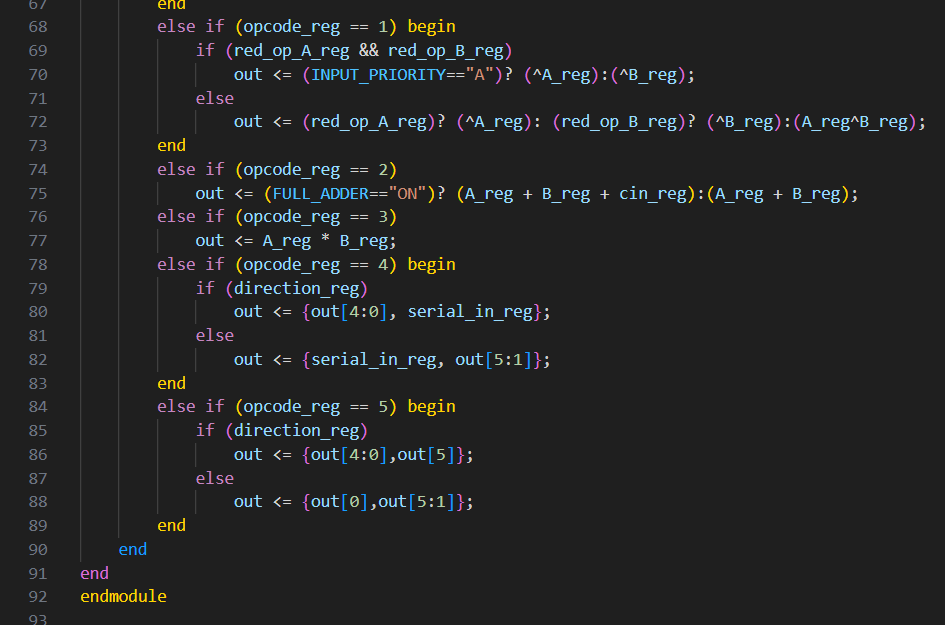 67 end
68 else if (opcode_reg == 1) begin
69 if (red_op_A_reg && red_op_B_reg)
70 out <= (INPUT_PRIORITY=="A")? (^A_reg):(^B_reg);
71 else
72 out <= (red_op_A_reg)? (^A_reg): (red_op_B_reg)? (^B_reg):(A_reg^B_reg);
73 end
74 else if (opcode_reg == 2)
75 out <= (FULL_ADDER=="ON")? (A_reg + B_reg + cin_reg):(A_reg + B_reg);
76 else if (opcode_reg == 3)
77 out <= A_reg * B_reg;
78 else if (opcode_reg == 4) begin
79 if (direction_reg)
80 out <= {out[4:0], serial_in_reg};
81 else
82 out <= {serial_in_reg, out[5:1]};
83 end
84 else if (opcode_reg == 5) begin
85 if (direction_reg)
86 out <= {out[4:0],out[5]};
87 else
88 out <= {out[0],out[5:1]};
89 end
90 end
91 end
92 endmodule
93